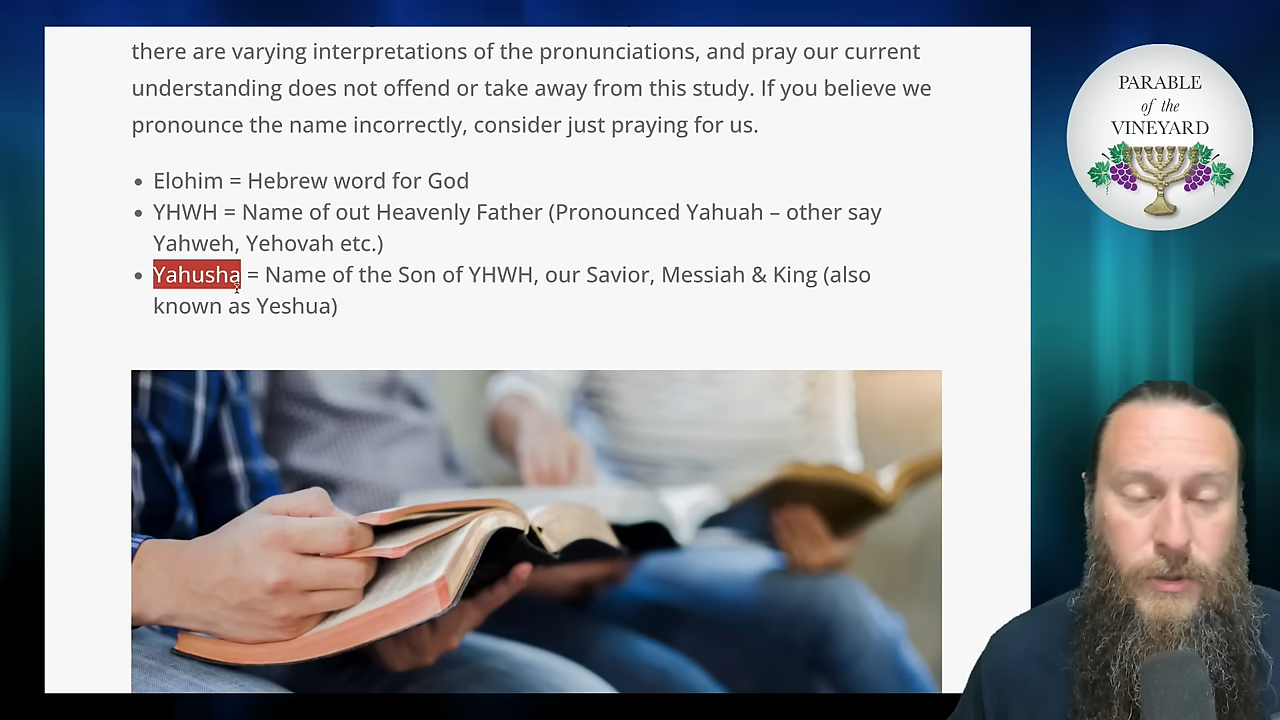 there are varying interpretations of the pronunciations, and pray our current
understanding does not offend or take away from this study. If you believe we
pronounce the name incorrectly, consider just praying for us.
• Elohim = Hebrew word for God
• YHWH = Name of out Heavenly Father (Pronounced Yahuah – other say
Yahweh, Yehovah etc.)
• Yahusha = Name of the Son of YHWH, our Savior, Messiah & King (also
known as Yeshua)
PARABLE
of the
VINEYARD